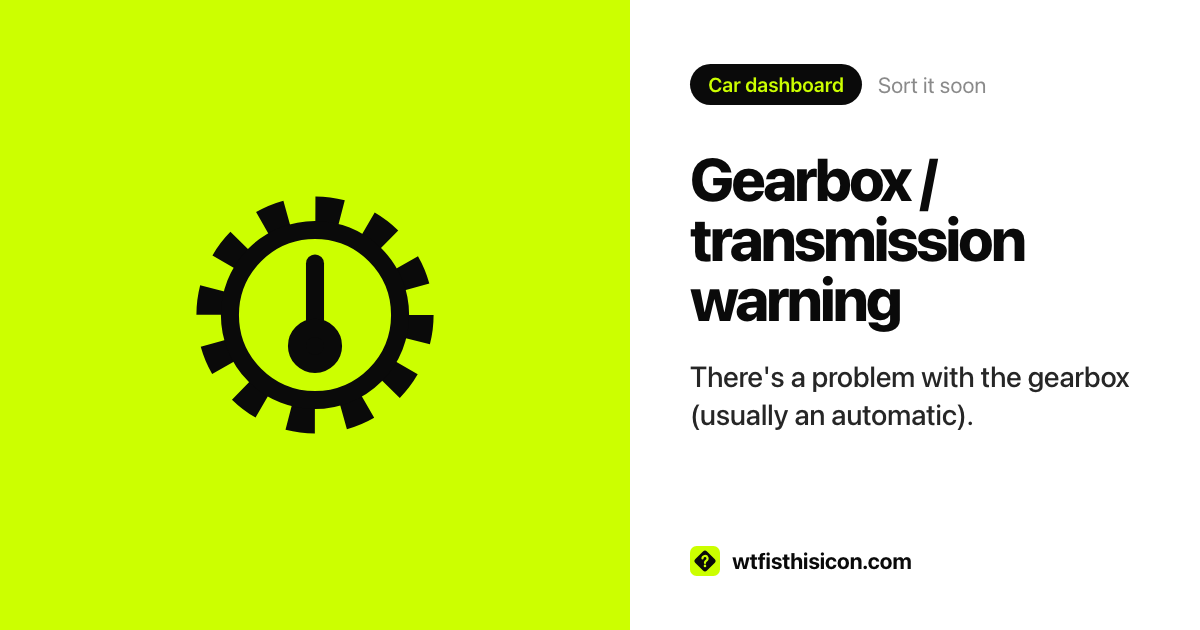 Car dashboard
Sort it soon
Gearbox /
transmission
warning
There's a problem with the gearbox
(usually an automatic).
?
wtfisthisicon.com